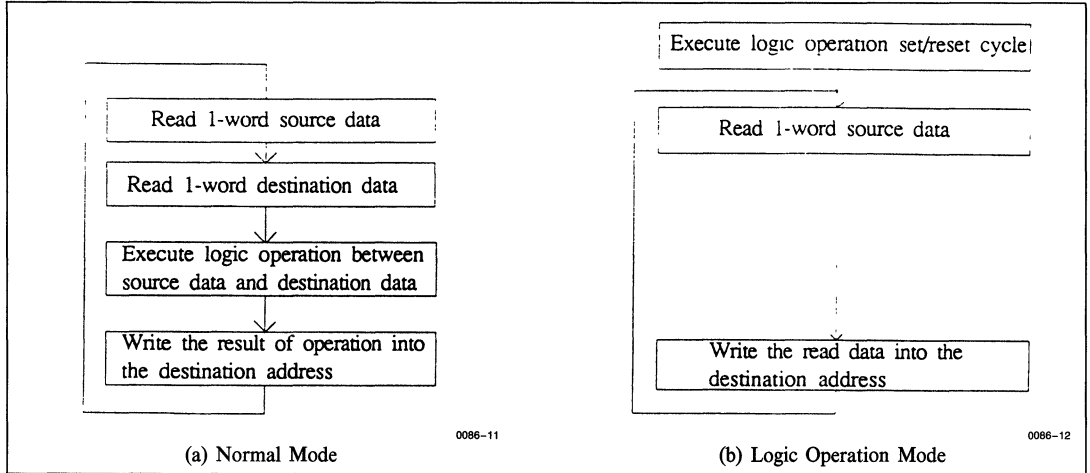 Read 1-word source data
Read 1-word destination data
Execute logic operation between
source data and destination data
Write the result of operation into
the destination address
0086-11
(a) Normal Mode
Execute logic operation set/reset cycle
Read 1-word source data
Write the read data into the
destination address
0086-12
(b) Logic Operation Mode